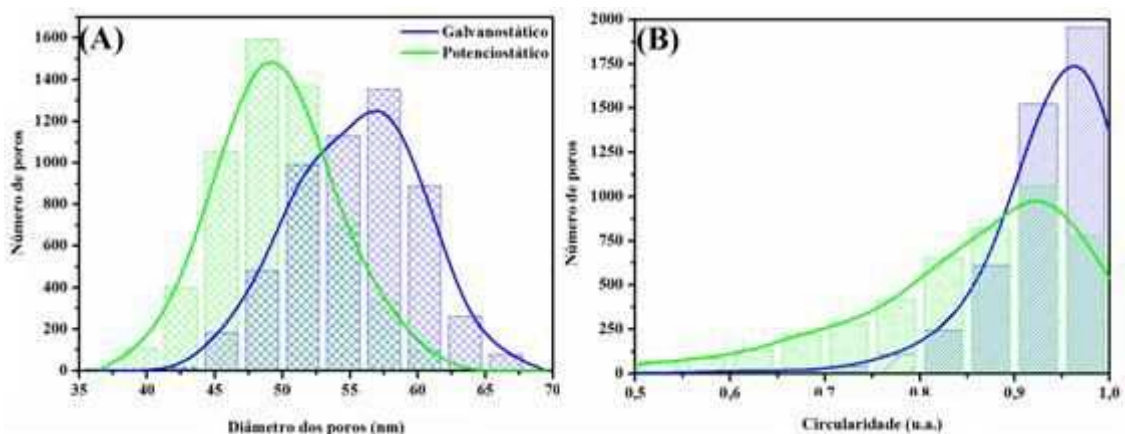 (A)
Galvanostático
Potenciostático
Número de poros
1600
1400
1200
1000
800
600
400
200
0
35 40 45 50 55 60 65 70
Diâmetro dos poros (nm)
(B)
Número de poros
2000
1750
1500
1250
1000
750
500
250
0
0,5 0,6 0,7 0,8 0,9 1,0
Circularidade (u.a.)